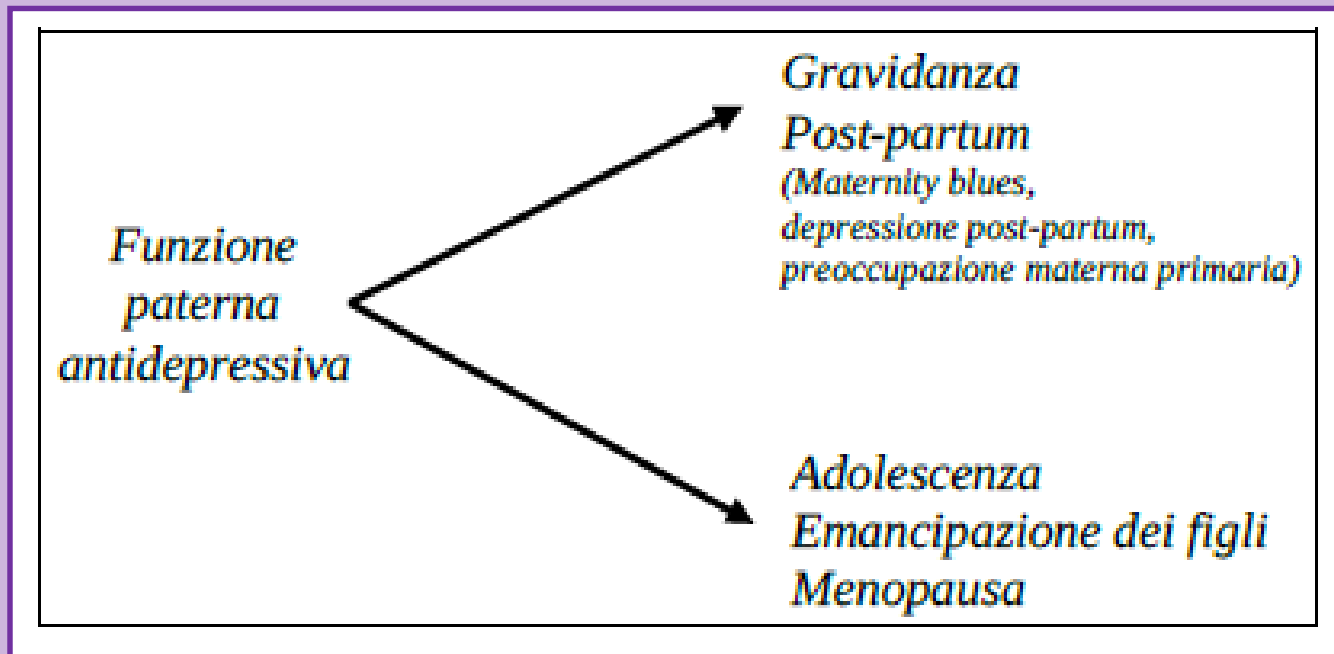 Funzione
paterna
antidepressiva
Gravidanza
Post-partum
(Maternity blues,
depressione post-partum,
preoccupazione materna primaria)
Adolescenza
Emancipazione dei figli
Menopausa